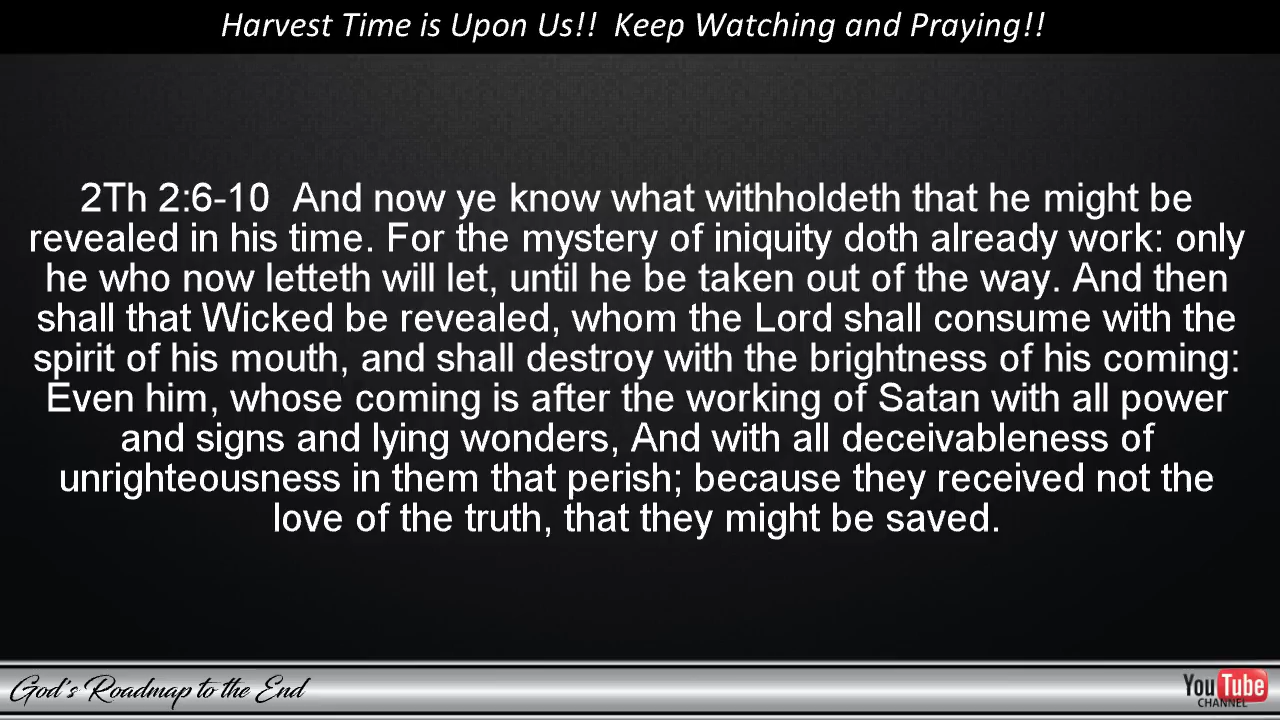 Harvest Time is Upon Us!!  Keep Watching and Praying!!
2Th 2:6-10  And now ye know what withholdeth that he might be
revealed in his time. For the mystery of iniquity doth already work: only
he who now letteth will let, until he be taken out of the way. And then
shall that Wicked be revealed, whom the Lord shall consume with the
spirit of his mouth, and shall destroy with the brightness of his coming:
Even him, whose coming is after the working of Satan with all power
and signs and lying wonders, And with all deceivableness of
unrighteousness in them that perish; because they received not the
love of the truth, that they might be saved.
God's Roadmap to the End
YouTube
CHANNEL